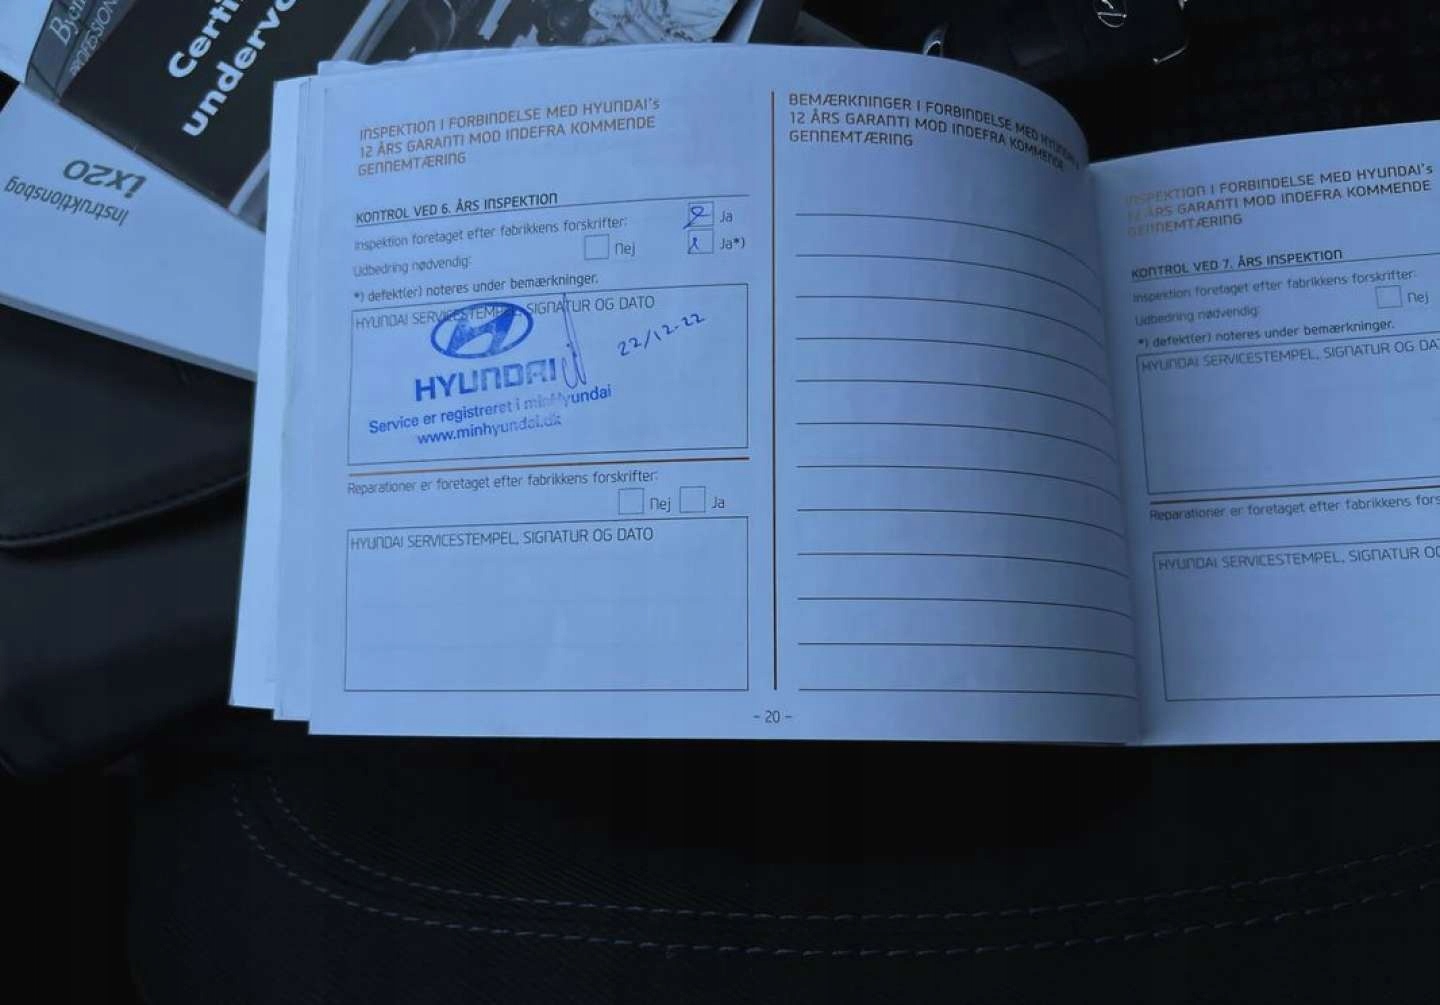 Certi
underv
PROFESSION
Instruktionsbog
ix20
INSPEKTION I FORBINDELSE MED HYUNDAI's
12 ÅRS GARANTI MOD INDEFRA KOMMENDE
GENNEMTÆRING
KONTROL VED 6. ÅRS INSPEKTION
Inspektion foretaget efter fabrikkens forskrifter:
Ja
Udbedring nødvendig:
Nej
Ja*)
*) defekt(er) noteres under bemærkninger.
HYUNDAI SERVICESTEMPEL, SIGNATUR OG DATO
HYUNDAI
22/12-22
Service er registreret i minHyundai
www.minhyundai.dk
Reparationer er foretaget efter fabrikkens forskrifter:
Nej
Ja
HYUNDAI SERVICESTEMPEL, SIGNATUR OG DATO
BEMÆRKNINGER I FORBINDELSE MED HYUNDAI's
12 ÅRS GARANTI MOD INDEFRA KOMMENDE
GENNEMTÆRING
– 20 –
INSPEKTION I FORBINDELSE MED HYUNDAI's
12 ÅRS GARANTI MOD INDEFRA KOMMENDE
GENNEMTÆRING
KONTROL VED 7. ÅRS INSPEKTION
Inspektion foretaget efter fabrikkens forskrifter:
Udbedring nødvendig:
Nej
*) defekt(er) noteres under bemærkninger.
HYUNDAI SERVICESTEMPEL, SIGNATUR OG DAT
Reparationer er foretaget efter fabrikkens fors
HYUNDAI SERVICESTEMPEL, SIGNATUR OG